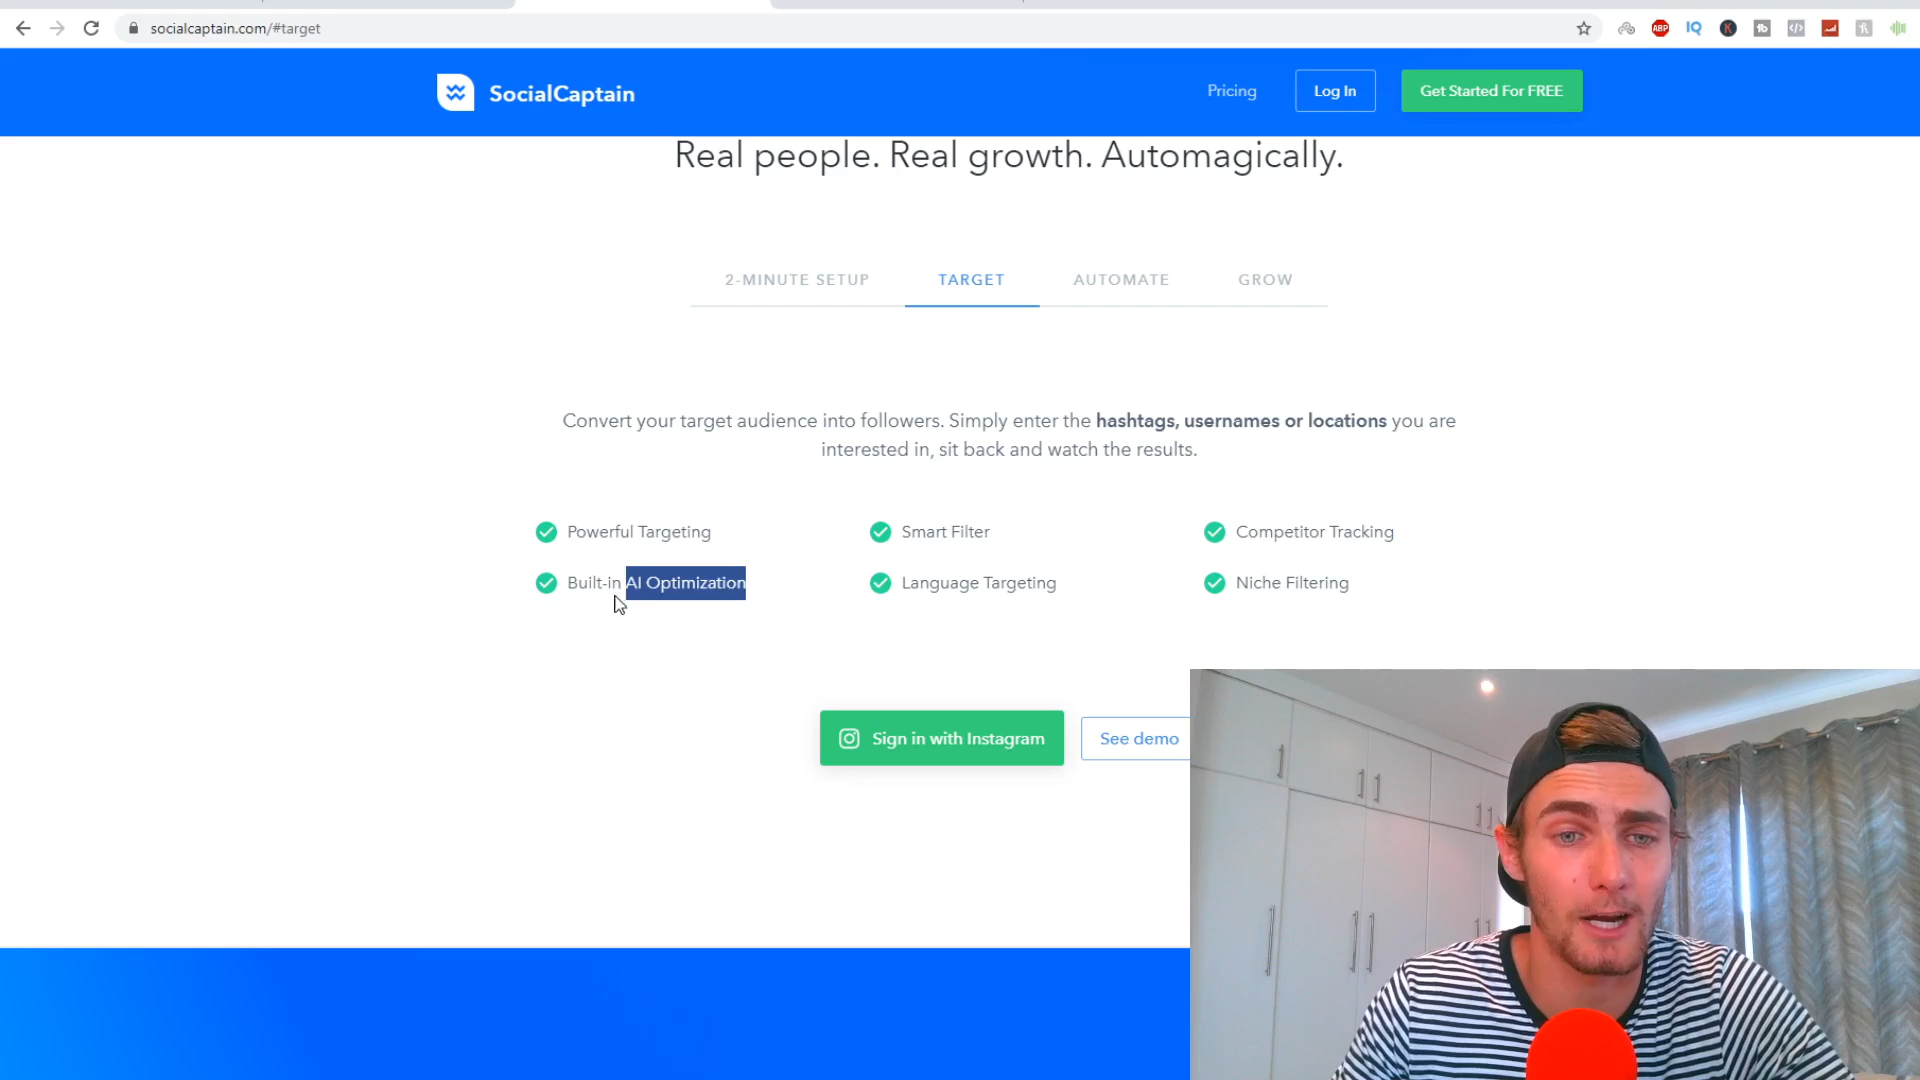 socialcaptain.com/#target
ABP
IQ
K
SocialCaptain
Pricing
Log In
Get Started For FREE
Real people. Real growth. Automagically.
2-MINUTE SETUP
TARGET
AUTOMATE
GROW
Convert your target audience into followers. Simply enter the hashtags, usernames or locations you are
interested in, sit back and watch the results.
Powerful Targeting
Smart Filter
Competitor Tracking
Built-in AI Optimization
Language Targeting
Niche Filtering
Sign in with Instagram
See demo